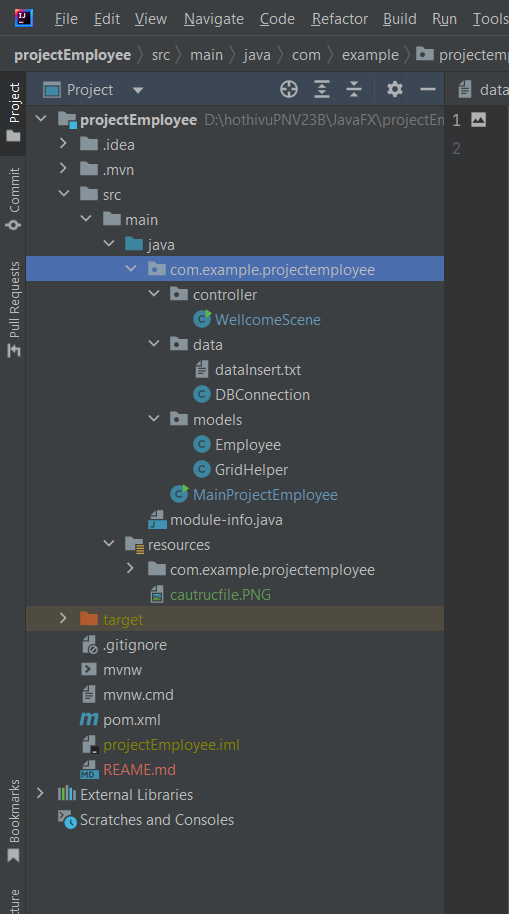 File Edit View Navigate Code Refactor Build Run Tools
projectEmployee src main java com example projectem
Project
data
projectEmployee D:\hothivuPNV23B\JavaFX\projectEm
1
.idea
2
.mvn
src
main
java
com.example.projectemployee
controller
WellcomeScene
data
dataInsert.txt
DBConnection
models
Employee
GridHelper
MainProjectEmployee
module-info.java
resources
com.example.projectemployee
cautrucfile.PNG
target
.gitignore
mvnw
mvnw.cmd
pom.xml
projectEmployee.iml
REAME.md
External Libraries
Scratches and Consoles
Project
Commit
Pull Requests
Bookmarks
cture